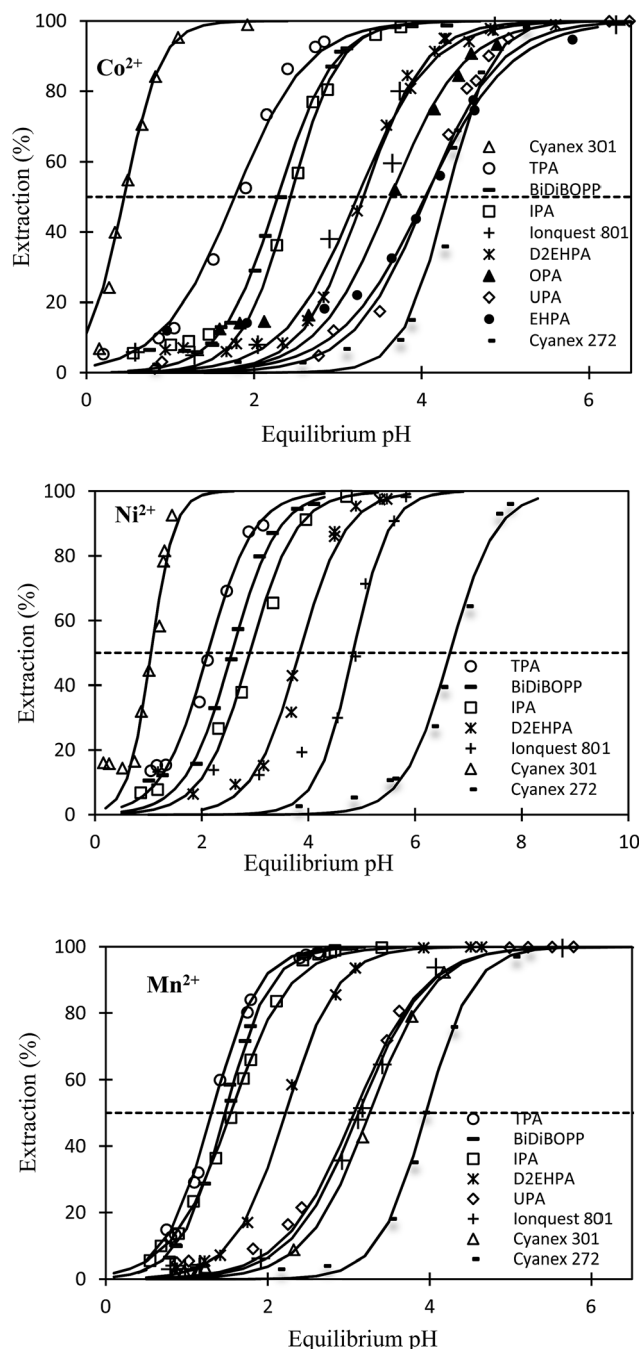 Co2+
100
80
60
40
20
0
Extraction (%)
Cyanex 301
TPA
BiDiBOPP
IPA
Ionquest 801
D2EHPA
OPA
UPA
EHPA
Cyanex 272
0 2 4 6
Equilibrium pH
Ni2+
100
80
60
40
20
0
Extraction (%)
TPA
BiDiBOPP
IPA
D2EHPA
Ionquest 801
Cyanex 301
Cyanex 272
0 2 4 6 8 10
Equilibrium pH
Mn2+
100
80
60
40
20
0
Extraction (%)
TPA
BiDiBOPP
IPA
D2EHPA
UPA
Ionquest 801
Cyanex 301
Cyanex 272
0 2 4 6
Equilibrium pH